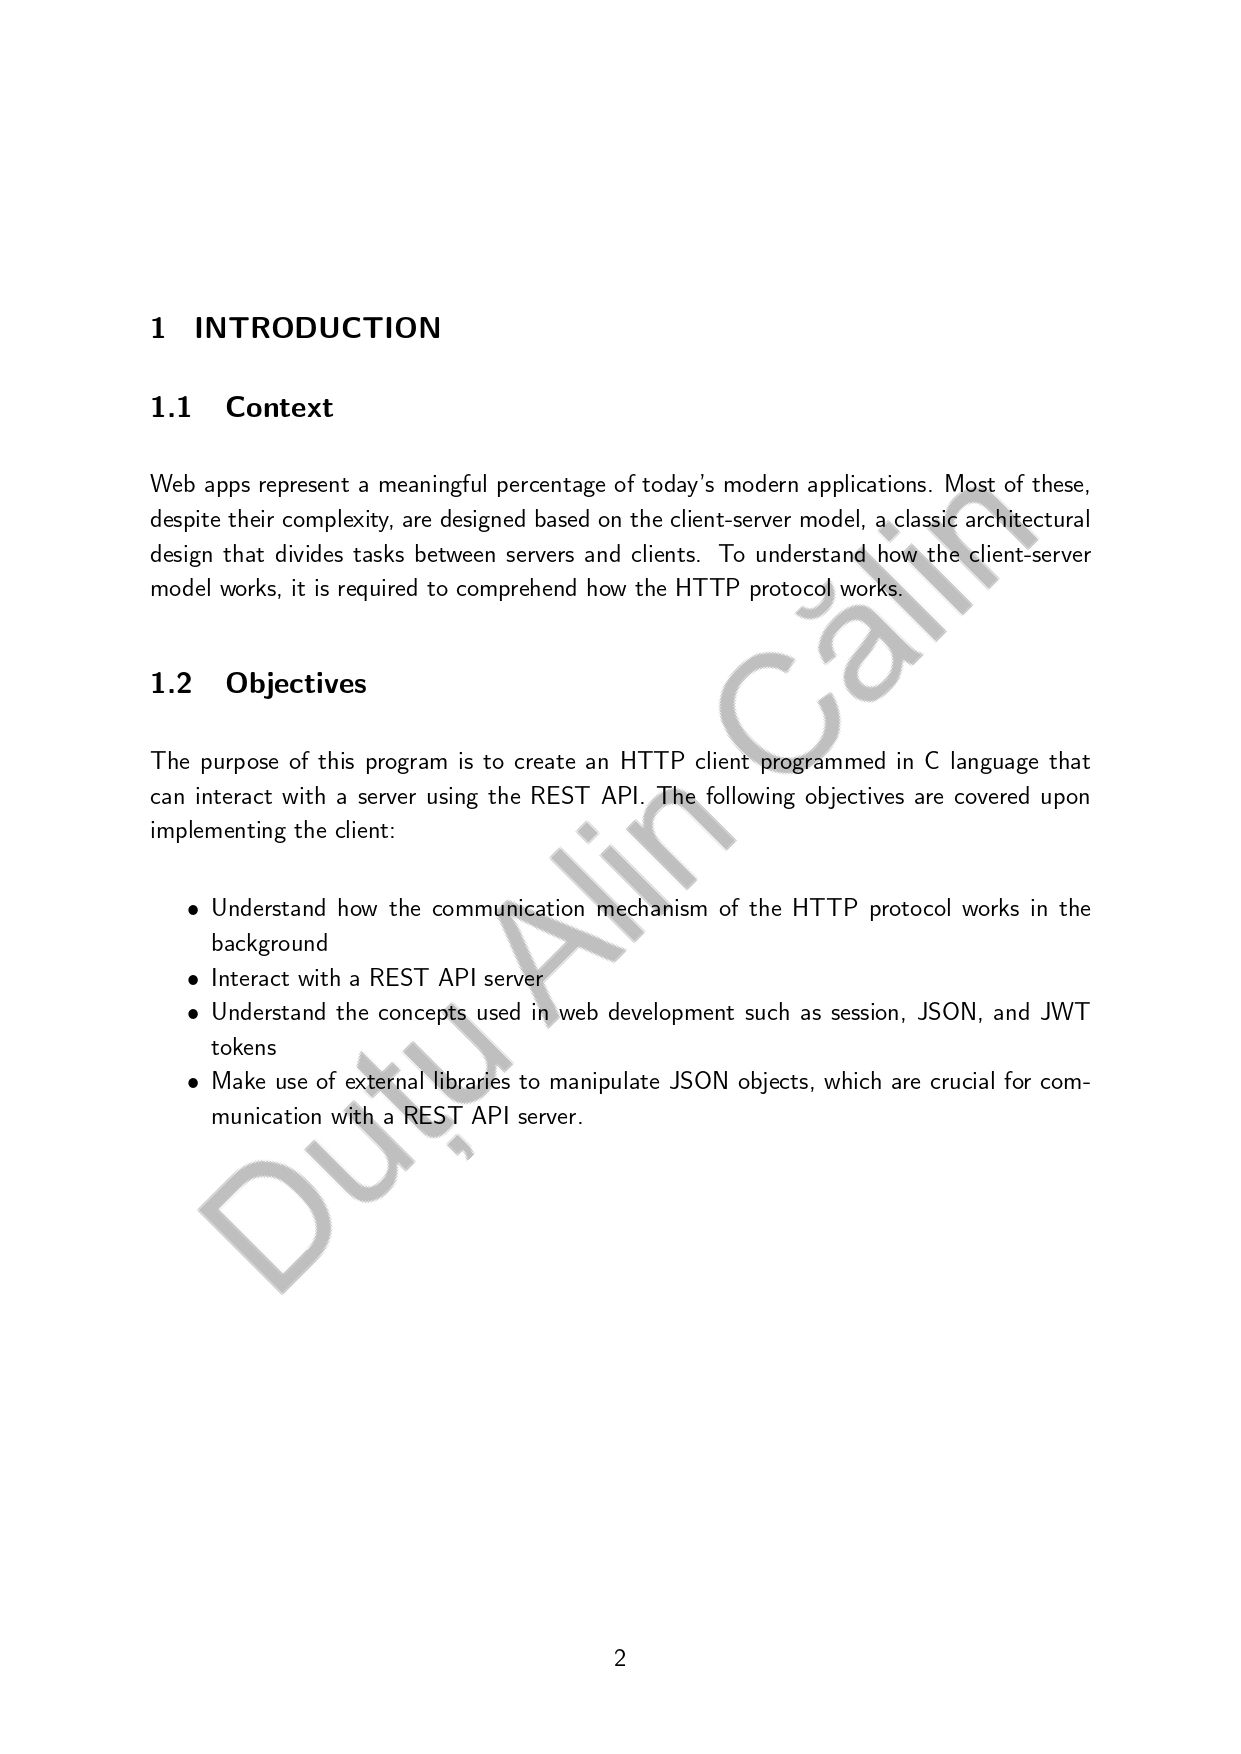 1 INTRODUCTION
1.1 Context
Web apps represent a meaningful percentage of today's modern applications. Most of these,
despite their complexity, are designed based on the client-server model, a classic architectural
design that divides tasks between servers and clients. To understand how the client-server
model works, it is required to comprehend how the HTTP protocol works.
1.2 Objectives
The purpose of this program is to create an HTTP client programmed in C language that
can interact with a server using the REST API. The following objectives are covered upon
implementing the client:
• Understand how the communication mechanism of the HTTP protocol works in the
background
• Interact with a REST API server
• Understand the concepts used in web development such as session, JSON, and JWT
tokens
• Make use of external libraries to manipulate JSON objects, which are crucial for com-
munication with a REST API server.
Duțu Alin Călin
2